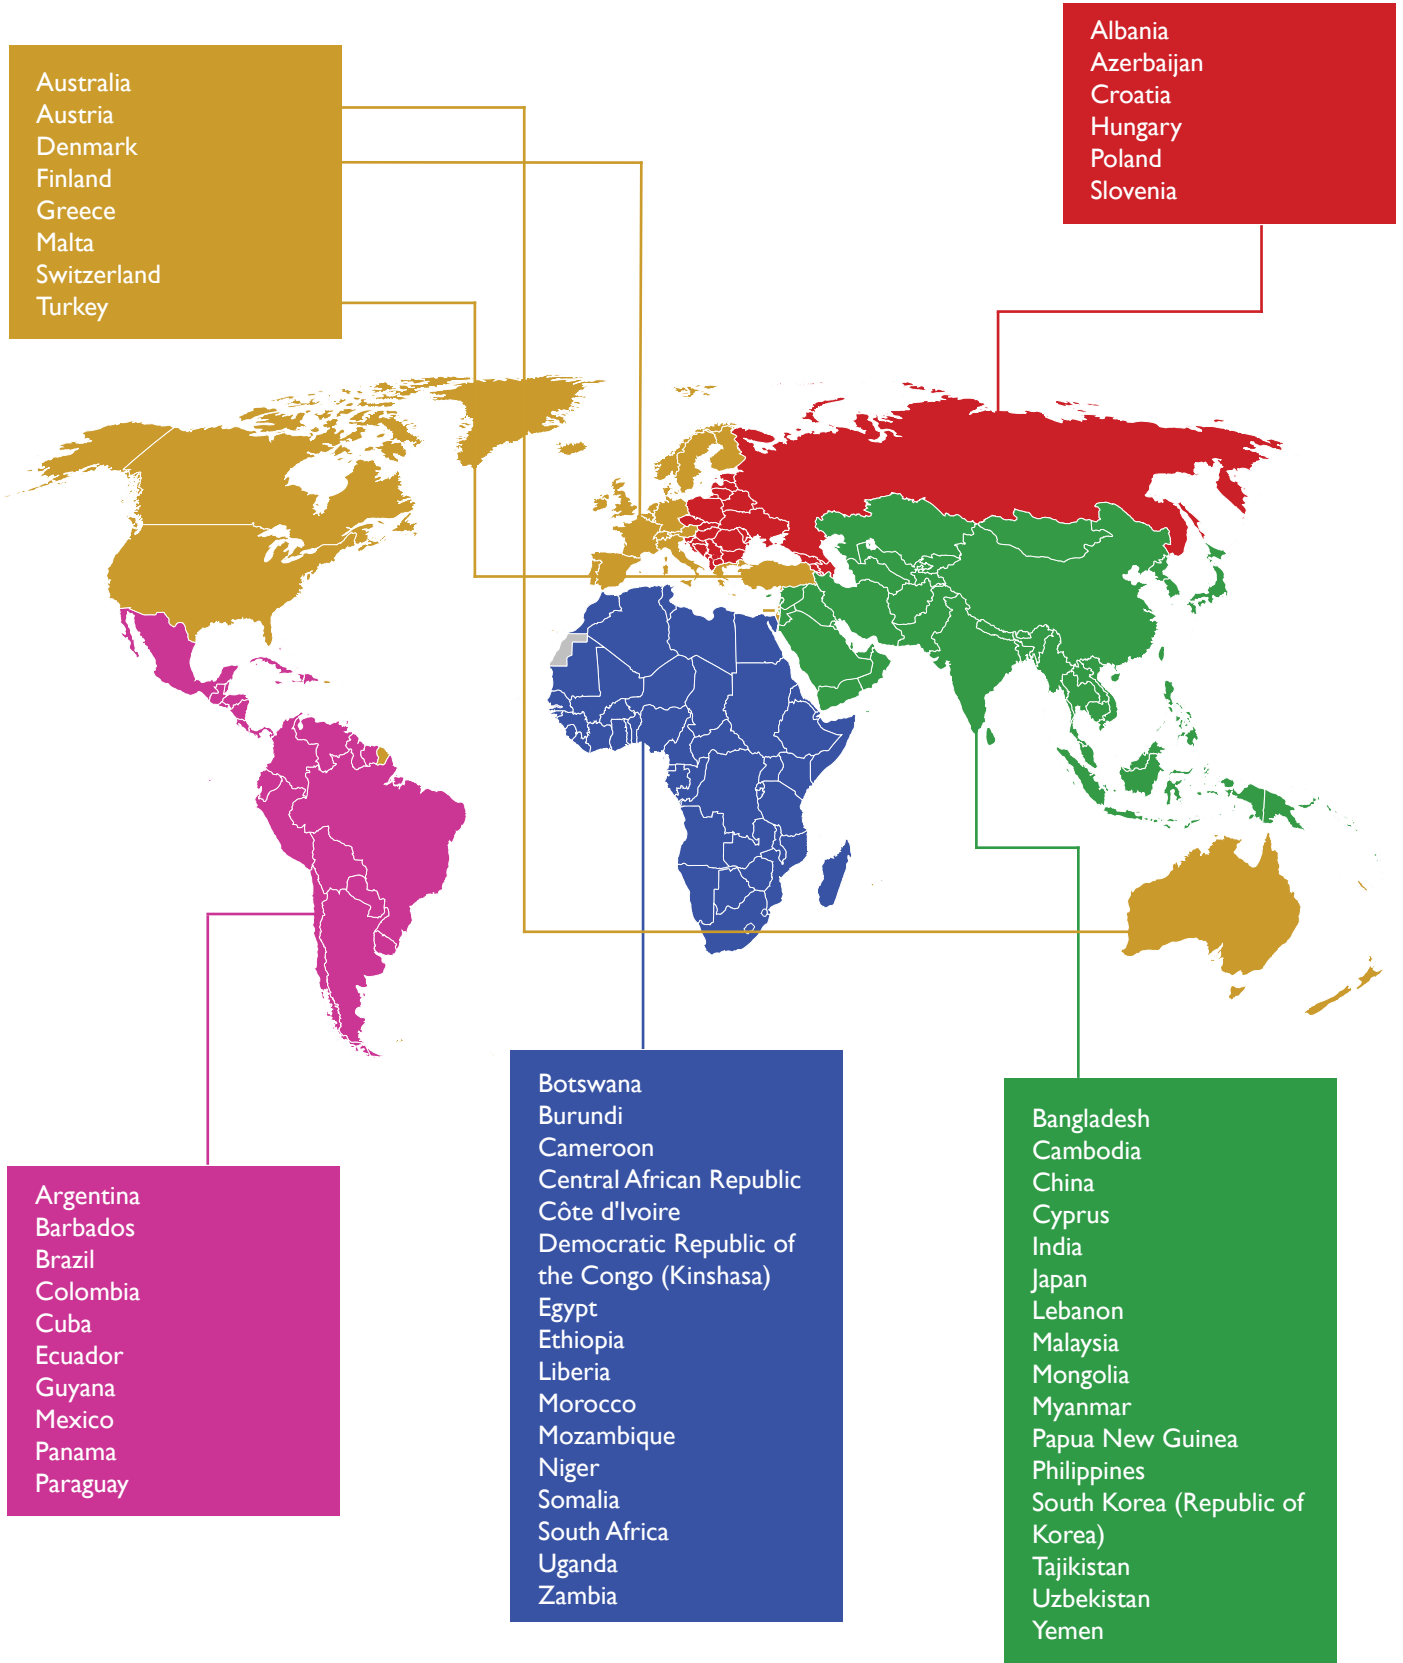 Australia
Austria
Denmark
Finland
Greece
Malta
Switzerland
Turkey
Albania
Azerbaijan
Croatia
Hungary
Poland
Slovenia
Argentina
Barbados
Brazil
Colombia
Cuba
Ecuador
Guyana
Mexico
Panama
Paraguay
Botswana
Burundi
Cameroon
Central African Republic
Côte d'Ivoire
Democratic Republic of
the Congo (Kinshasa)
Egypt
Ethiopia
Liberia
Morocco
Mozambique
Niger
Somalia
South Africa
Uganda
Zambia
Bangladesh
Cambodia
China
Cyprus
India
Japan
Lebanon
Malaysia
Mongolia
Myanmar
Papua New Guinea
Philippines
South Korea (Republic of
Korea)
Tajikistan
Uzbekistan
Yemen